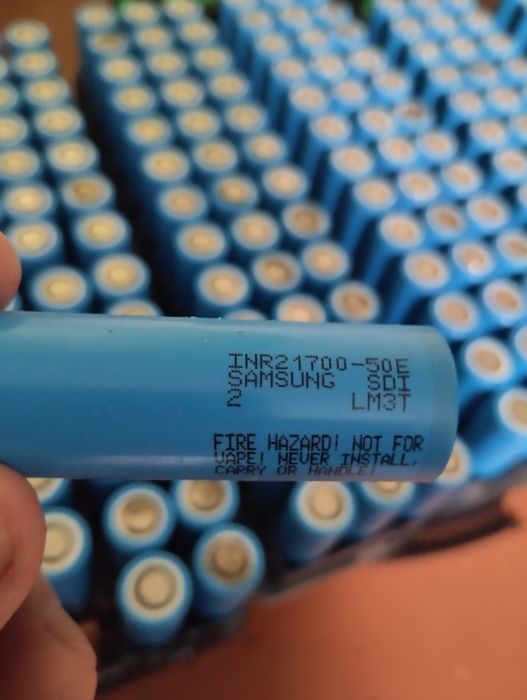 INR21700-50E
SAMSUNG SDI
2 LM3T
FIRE HAZARD! NOT FOR
VAPE! NEVER INSTALL,
CARRY OR HANDLE!